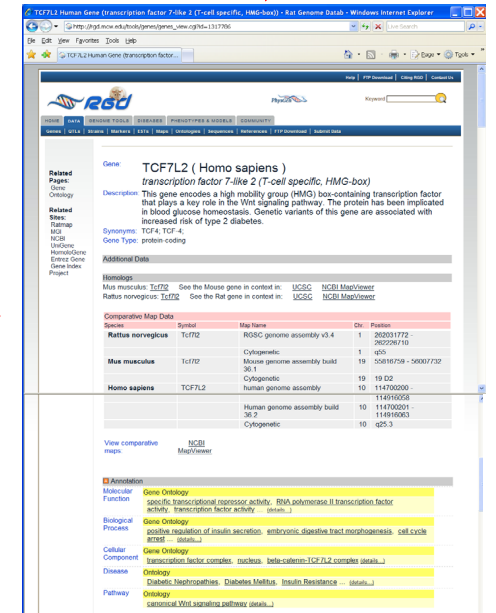 TCF7L2 Human Gene (transcription factor 7-like 2 (T-cell specific, HMG-box)) - Rat Genome Datab - Windows Internet Explorer
http://rgd.mcw.edu/tools/genes/genes_view.cgi?id=1317786
Live Search
File Edit View Favorites Tools Help
TCF7L2 Human Gene (transcription factor...
Page Tools
Help | FTP Download | Citing RGD | Contact Us
RGD
PhysGen
Keyword
HOME DATA GENOME TOOLS DISEASES PHENOTYPES & MODELS COMMUNITY
Genes | QTLs | Strains | Markers | ESTs | Maps | Ontologies | Sequences | References | FTP Download | Submit Data
Related Pages:
Gene Ontology
Related Sites:
Ratmap
MGI
NCBI
UniGene
HomoloGene
Entrez Gene
Gene Index
Project
Gene: TCF7L2 ( Homo sapiens )
transcription factor 7-like 2 (T-cell specific, HMG-box)
Description: This gene encodes a high mobility group (HMG) box-containing transcription factor
that plays a key role in the Wnt signaling pathway. The protein has been implicated
in blood glucose homeostasis. Genetic variants of this gene are associated with
increased risk of type 2 diabetes.
Synonyms: TCF4; TCF-4;
Gene Type: protein-coding
Additional Data
Homologs
Mus musculus: Tcf7l2 See the Mouse gene in context in: UCSC NCBI MapViewer
Rattus norvegicus: Tcf7l2 See the Rat gene in context in: UCSC NCBI MapViewer
Comparative Map Data
Species Symbol Map Name Chr. Position
Rattus norvegicus Tcf7l2 RGSC genome assembly v3.4 1 262031772 -
262226710
Cytogenetic 1 q55
Mus musculus Tcf7l2 Mouse genome assembly build 19 55816759 - 56007732
36.1
Cytogenetic 19 19 D2
Homo sapiens TCF7L2 human genome assembly 10 114700200 -
114916058
Human genome assembly build 10 114700201 -
36.2 114916063
Cytogenetic 10 q25.3
View comparative NCBI
maps: MapViewer
Annotation
Molecular Gene Ontology
Function specific transcriptional repressor activity, RNA polymerase II transcription factor
activity, transcription factor activity ... (details...)
Biological Gene Ontology
Process positive regulation of insulin secretion, embryonic digestive tract morphogenesis, cell cycle
arrest ... (details...)
Cellular Gene Ontology
Component transcription factor complex, nucleus, beta-catenin-TCF7L2 complex (details...)
Disease Ontology
Diabetic Nephropathies, Diabetes Mellitus, Insulin Resistance ... (details...)
Pathway Ontology
canonical Wnt signaling pathway (details...)